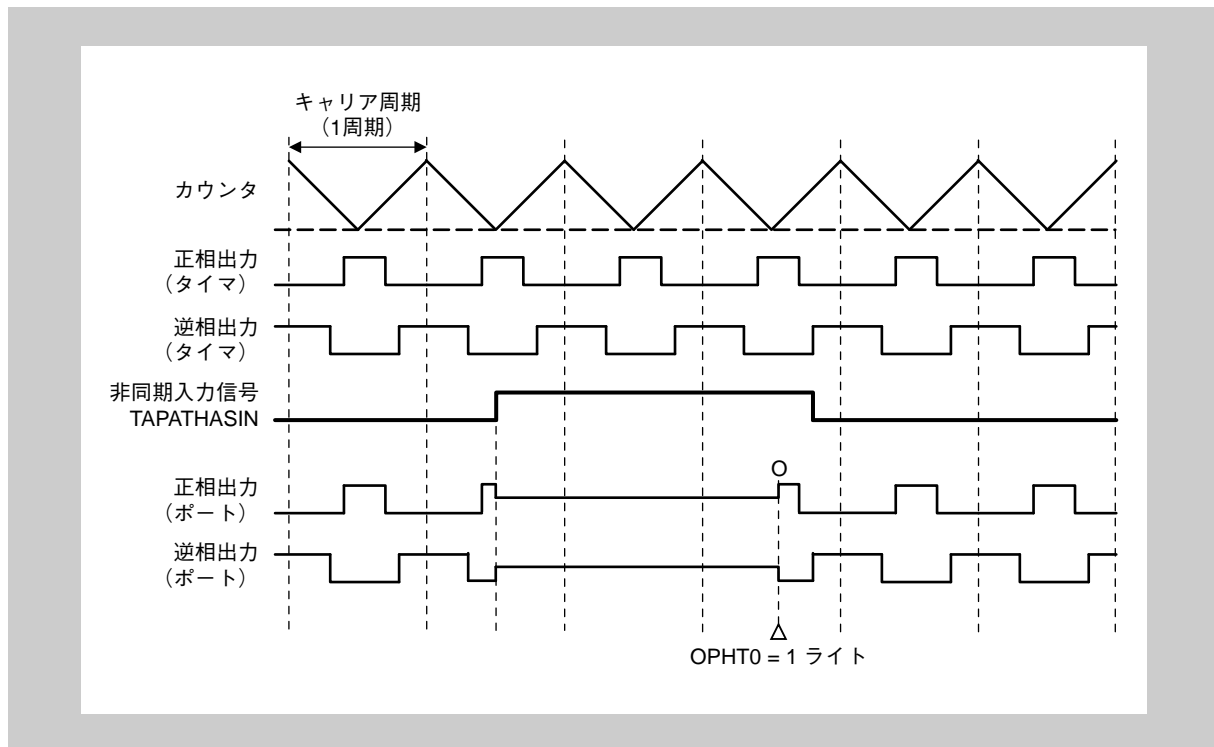 キャリア周期
（1周期）
カウンタ
正相出力
（タイマ）
逆相出力
（タイマ）
非同期入力信号
TAPATHASIN
O
正相出力
（ポート）
逆相出力
（ポート）
OPHT0 = 1 ライト